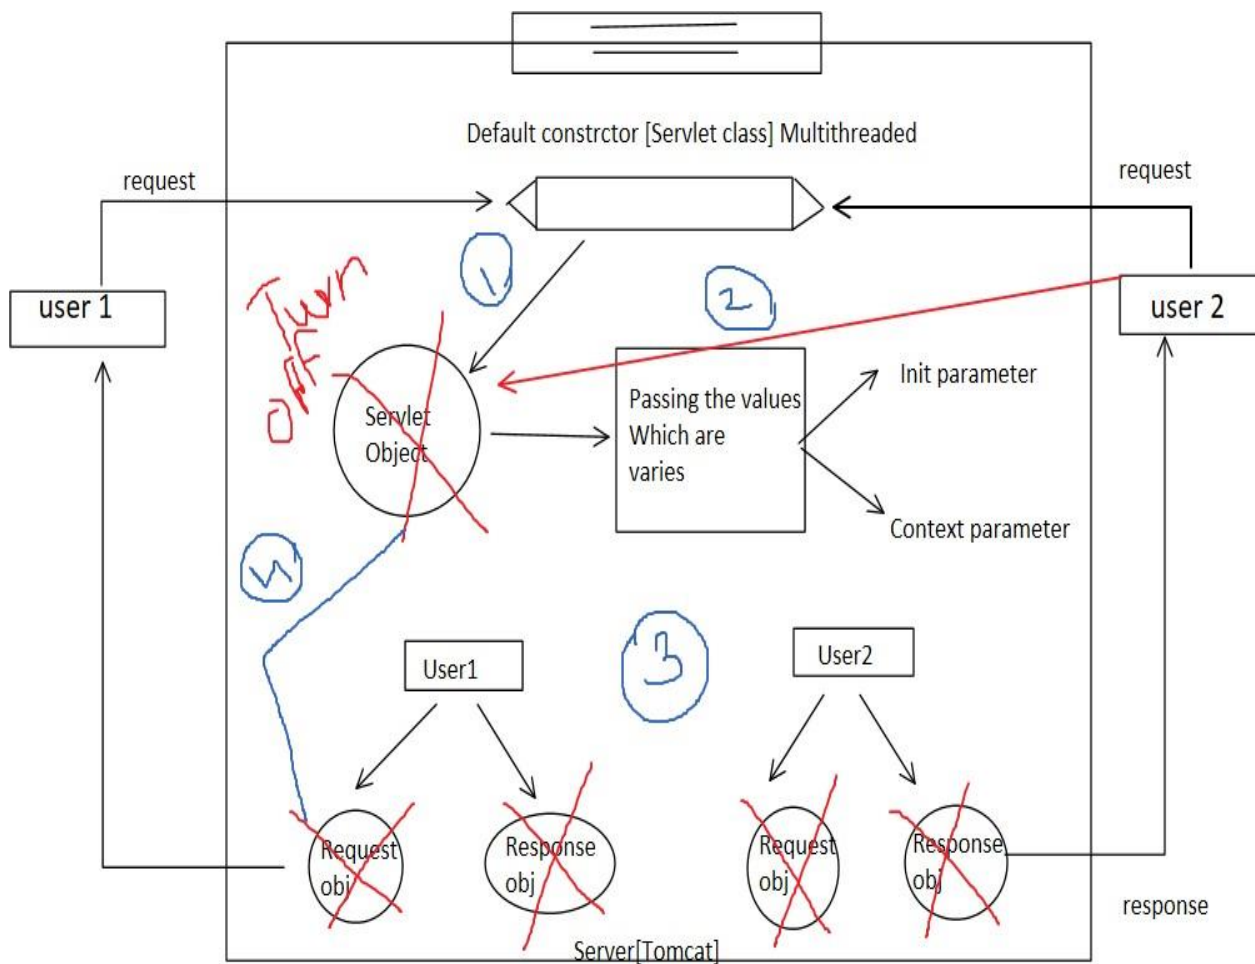 Default constrctor [Servlet class] Multithreaded
request
request
1
2
Turn
off
user 1
user 2
Servlet
Object
Passing the values
Which are
varies
Init parameter
Context parameter
User1
3
User2
Request
obj
Response
obj
Request
obj
Response
obj
response
Server[Tomcat]